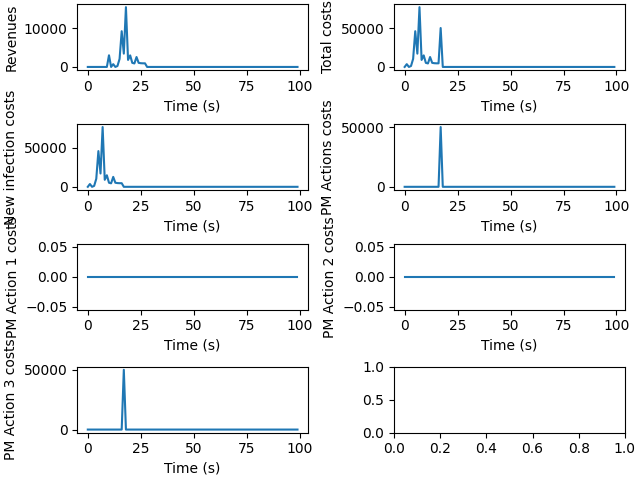 Revenues
10000
0
0 25 50 75 100
Time (s)
Total costs
50000
0
0 25 50 75 100
Time (s)
New infection costs
50000
0
0 25 50 75 100
Time (s)
PM Actions costs
50000
0
0 25 50 75 100
Time (s)
PM Action 1 costs
0.05
0.00
−0.05
0 25 50 75 100
Time (s)
PM Action 2 costs
0.05
0.00
−0.05
0 25 50 75 100
Time (s)
PM Action 3 costs
50000
0
0 25 50 75 100
Time (s)
1.0
0.5
0.0
0.0 0.2 0.4 0.6 0.8 1.0